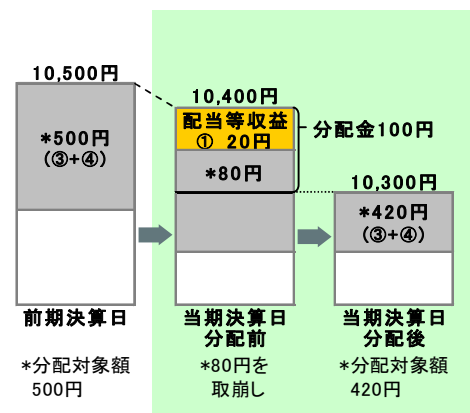 10,500円
*500円
(③+④)
前期決算日
*分配対象額
500円
10,400円
配当等収益
① 20円
*80円
分配金100円
当期決算日
分配前
*80円を
取崩し
10,300円
*420円
(③+④)
当期決算日
分配後
*分配対象額
420円